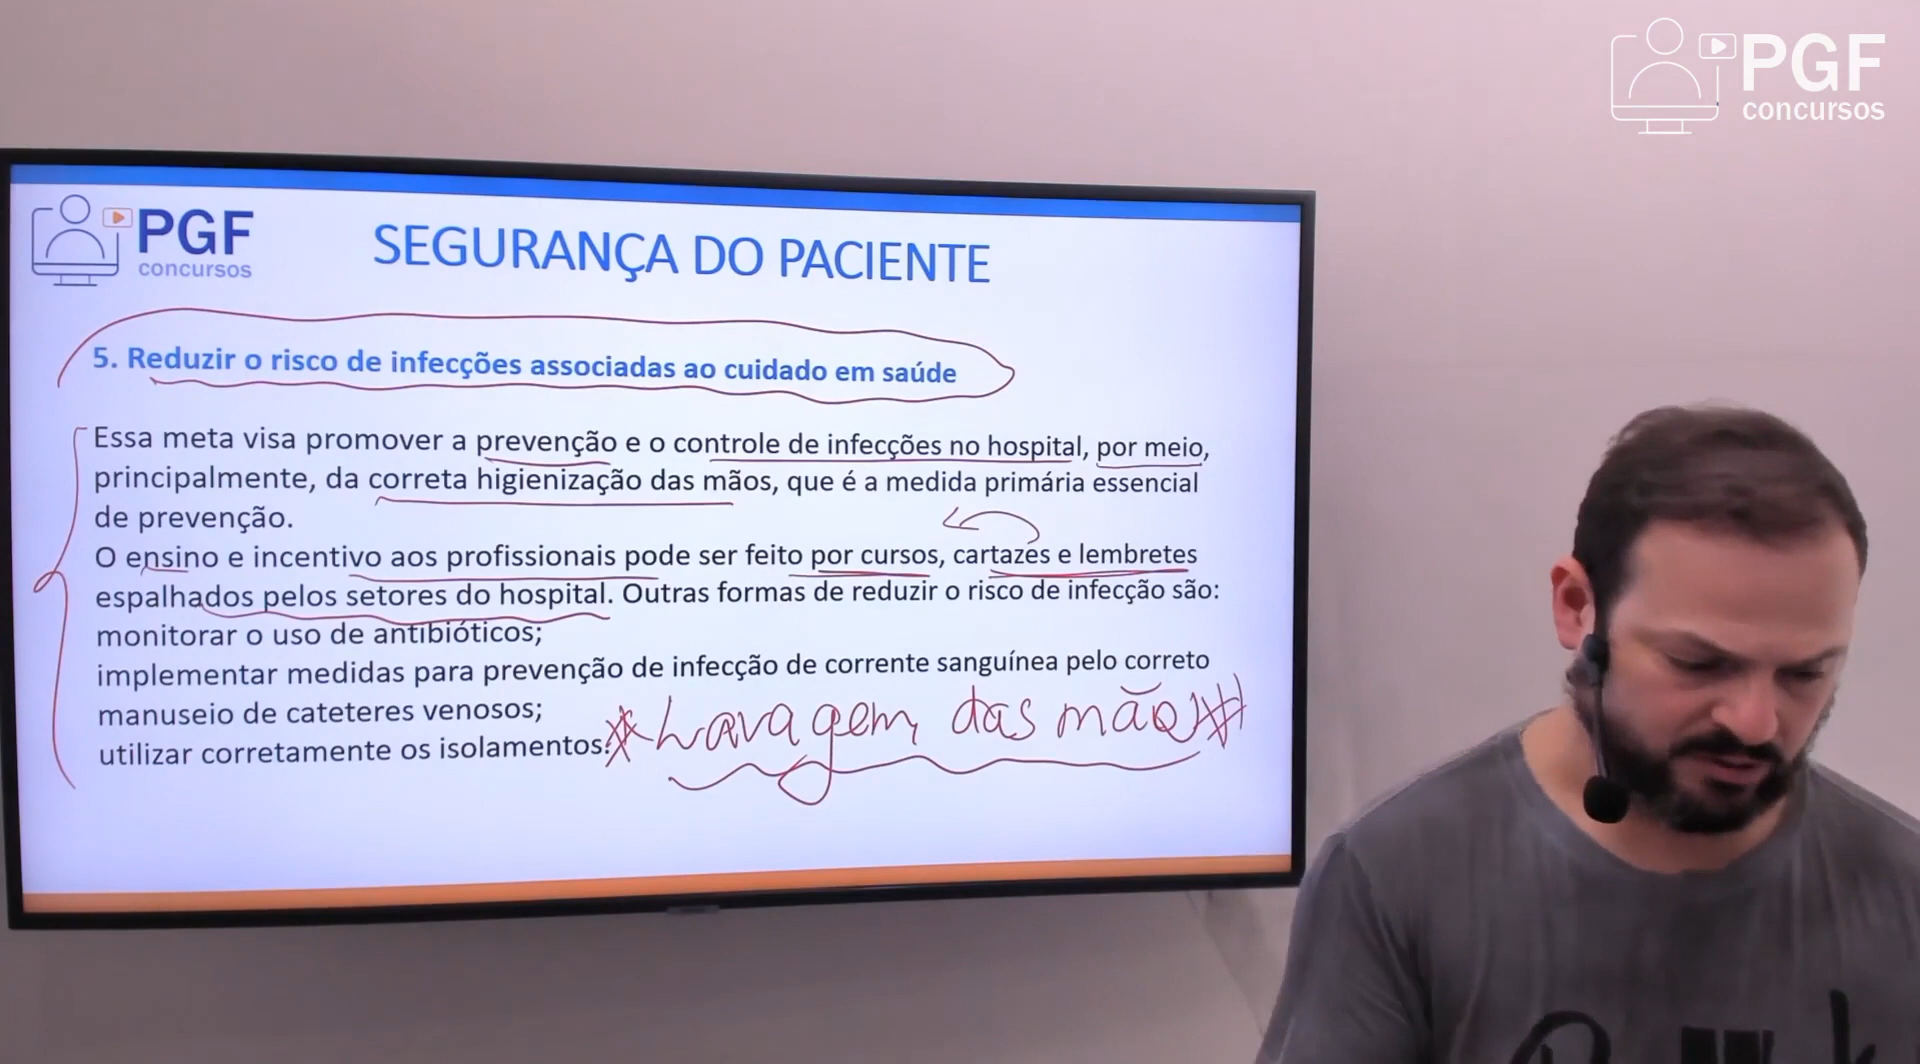 PGF
concursos
PGF
concursos
SEGURANÇA DO PACIENTE
5. Reduzir o risco de infecções associadas ao cuidado em saúde
Essa meta visa promover a prevenção e o controle de infecções no hospital, por meio,
principalmente, da correta higienização das mãos, que é a medida primária essencial
de prevenção.
O ensino e incentivo aos profissionais pode ser feito por cursos, cartazes e lembretes
espalhados pelos setores do hospital. Outras formas de reduzir o risco de infecção são:
monitorar o uso de antibióticos;
implementar medidas para prevenção de infecção de corrente sanguínea pelo correto
manuseio de cateteres venosos;
utilizar corretamente os isolamentos.
Lavagem das mãos